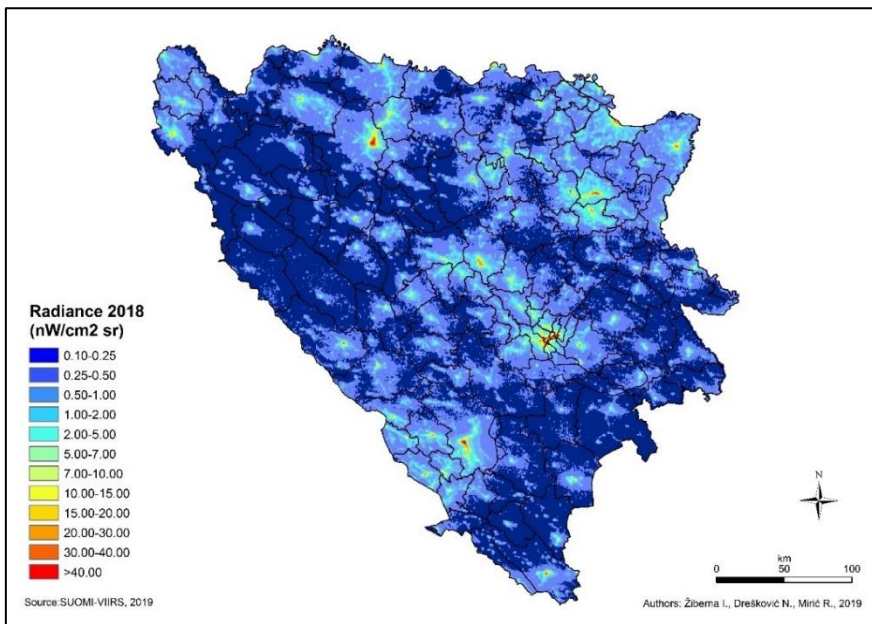 Radiance 2018
(nW/cm2 sr)
0.10-0.25
0.25-0.50
0.50-1.00
1.00-2.00
2.00-5.00
5.00-7.00
7.00-10.00
10.00-15.00
15.00-20.00
20.00-30.00
30.00-40.00
>40.00
N
km
0 50 100
Source:SUOMI-VIIRS, 2019
Authors: Žiberna I., Drešković N., Mirić R., 2019